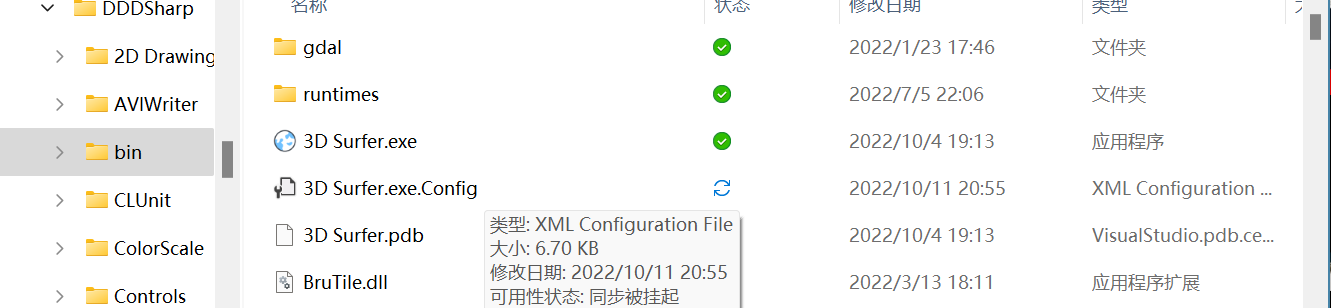 DDDSharp
2D Drawing
AVIWriter
bin
CLUnit
ColorScale
Controls
名称 状态 修改日期 类型
gdal 2022/1/23 17:46 文件夹
runtimes 2022/7/5 22:06 文件夹
3D Surfer.exe 2022/10/4 19:13 应用程序
3D Surfer.exe.Config 2022/10/11 20:55 XML Configuration ...
3D Surfer.pdb 2022/10/4 19:13 VisualStudio.pdb.ce...
BruTile.dll 2022/3/13 18:11 应用程序扩展
类型: XML Configuration File
大小: 6.70 KB
修改日期: 2022/10/11 20:55
可用性状态: 同步被挂起